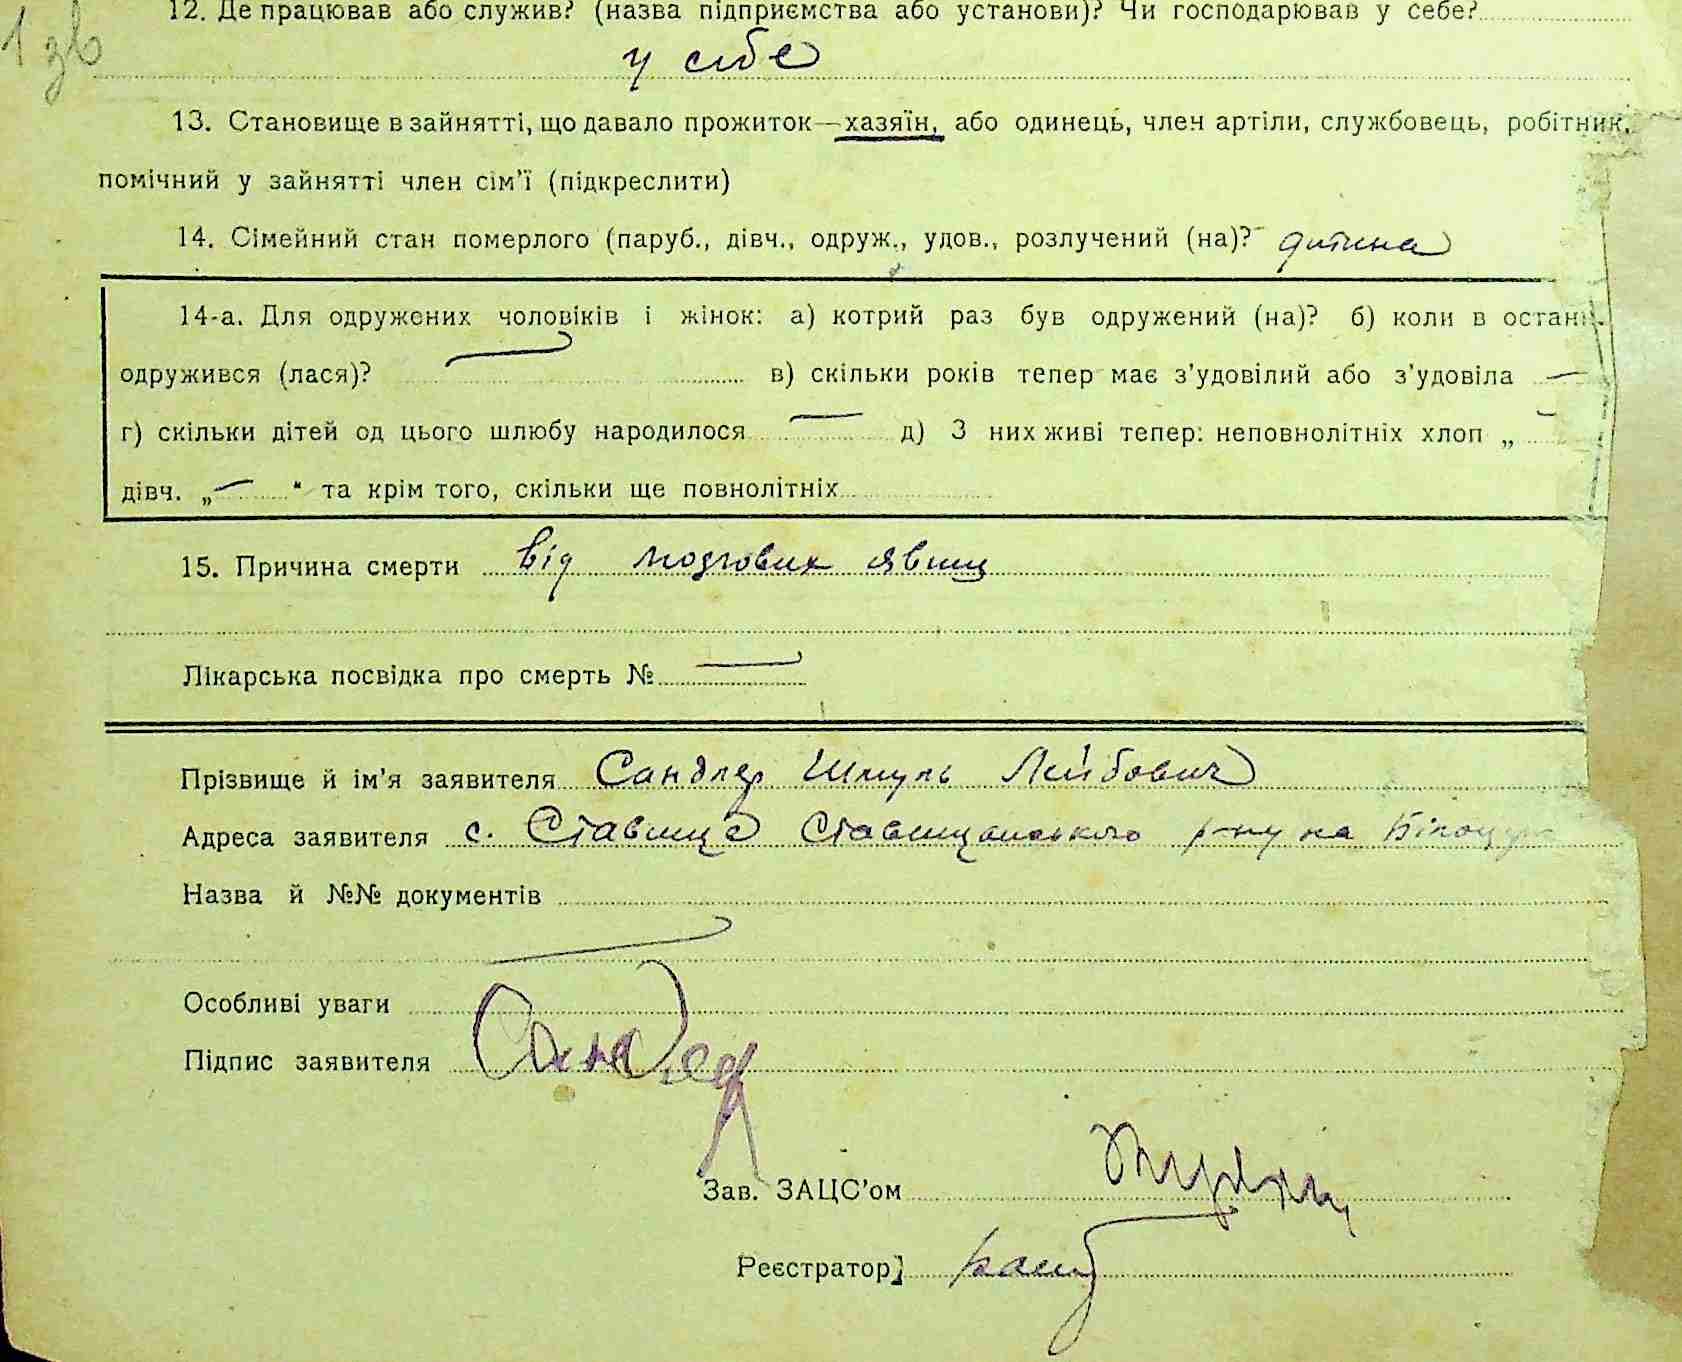 1 зв
12. Де працював або служив? (назва підприємства або установи)? Чи господарював у себе?
у себе
13. Становище в зайнятті, що давало прожиток—хазяїн, або одинець, член артіли, службовець, робітник,
помічний у зайнятті член сім'ї (підкреслити)
14. Сімейний стан померлого (паруб., дівч., одруж., удов., розлучений (на)? дитина
14-а. Для одружених чоловіків і жінок: а) котрий раз був одружений (на)? б) коли в останн.
одружився (лася)? — в) скільки років тепер має з'удовілий або з'удовіла —
г) скільки дітей од цього шлюбу народилося — д) З них живі тепер: неповнолітніх хлоп „ —
дівч. „—“ та крім того, скільки ще повнолітніх
15. Причина смерти від мозгових явищ
Лікарська посвідка про смерть № —
Прізвище й ім'я заявителя Сандлер Шмуль Лейбович
Адреса заявителя с. Ставище Ставищанського р-ну на Білоцер
Назва й №№ документів
—
Особливі уваги
Підпис заявителя Сандлер
Зав. ЗАЦС'ом
Реєстратор